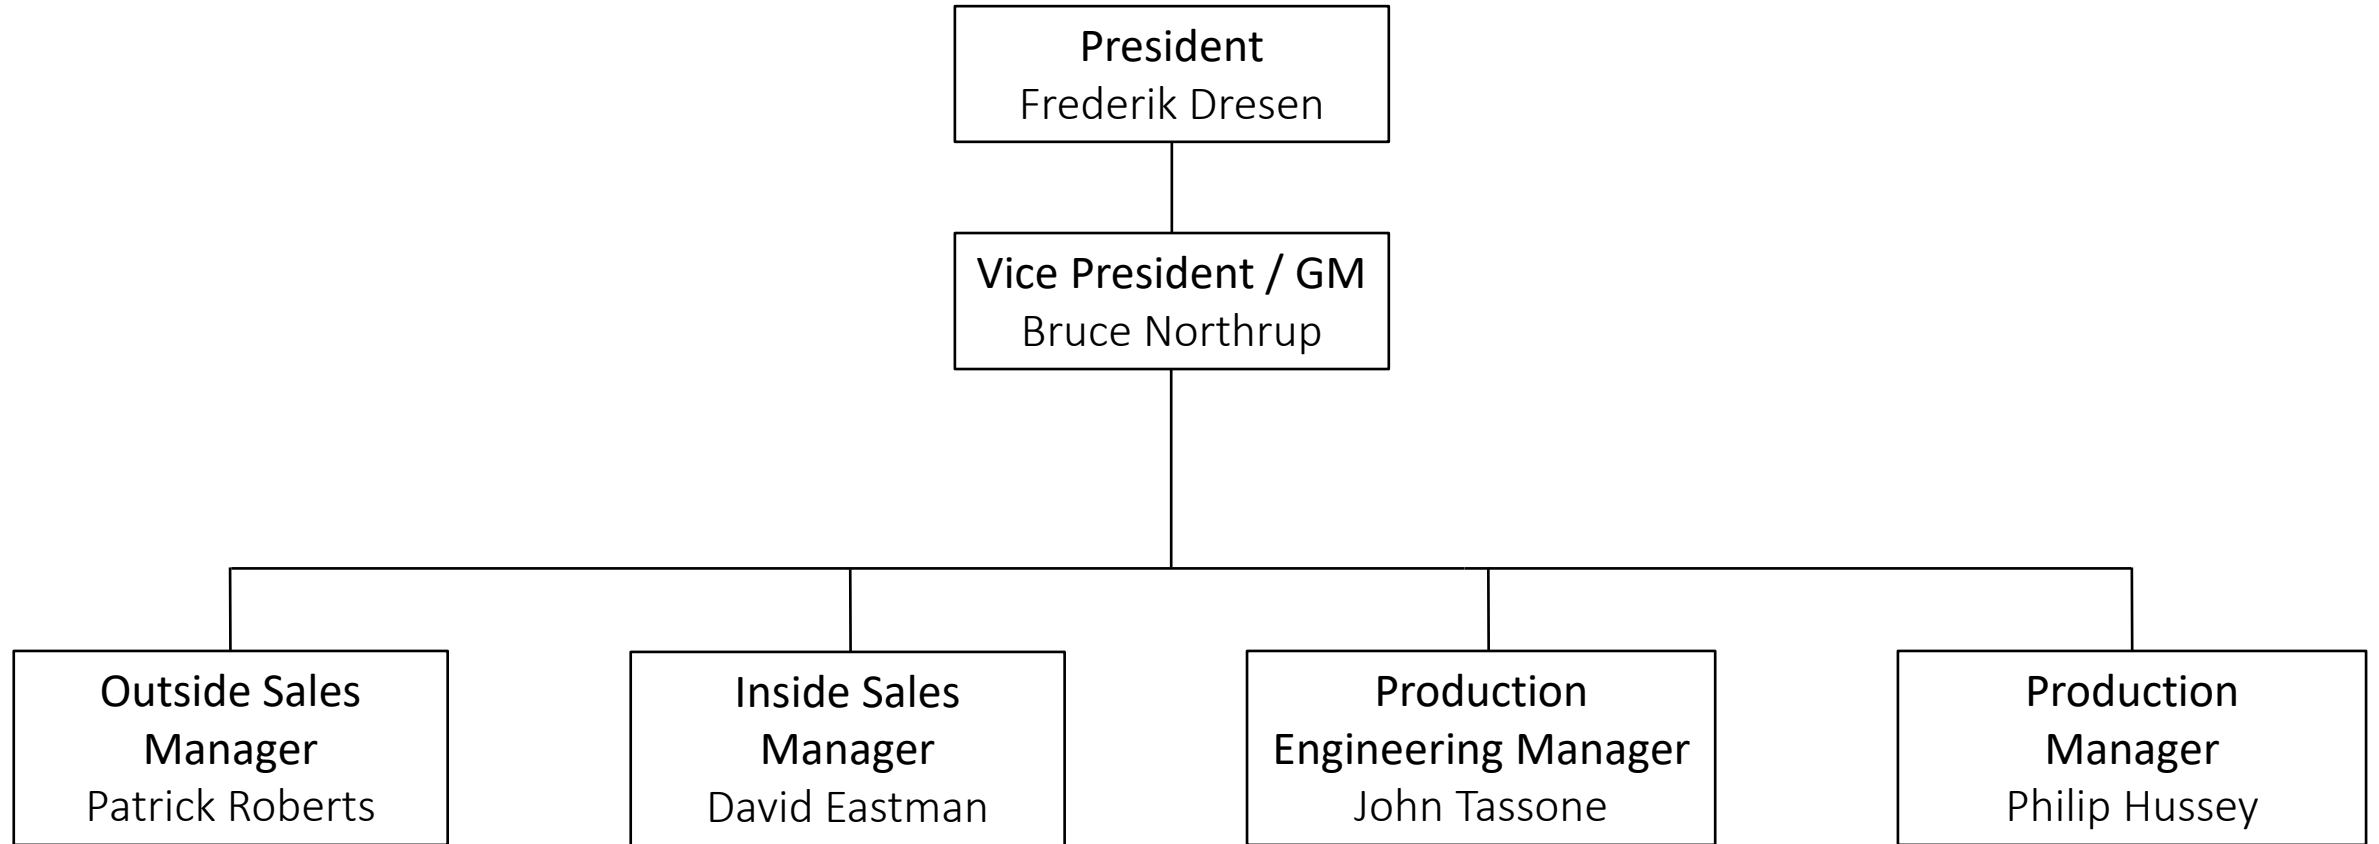 President
Frederik Dresen
Vice President / GM
Bruce Northrup
Outside Sales
Manager
Patrick Roberts
Inside Sales
Manager
David Eastman
Production
Engineering Manager
John Tassone
Production
Manager
Philip Hussey